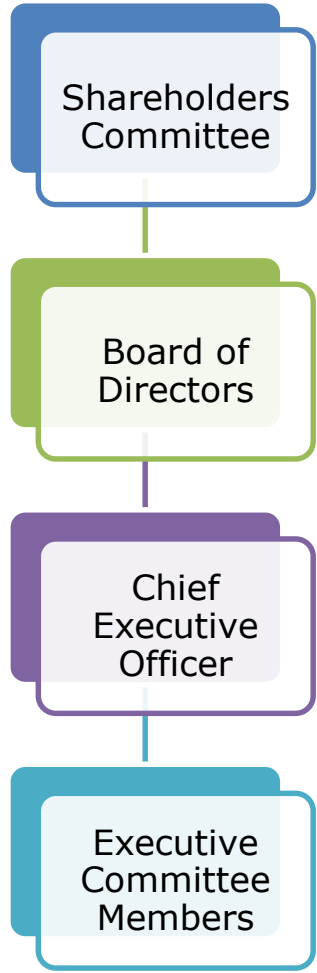 Shareholders
Committee
Board of
Directors
Chief
Executive
Officer
Executive
Committee
Members